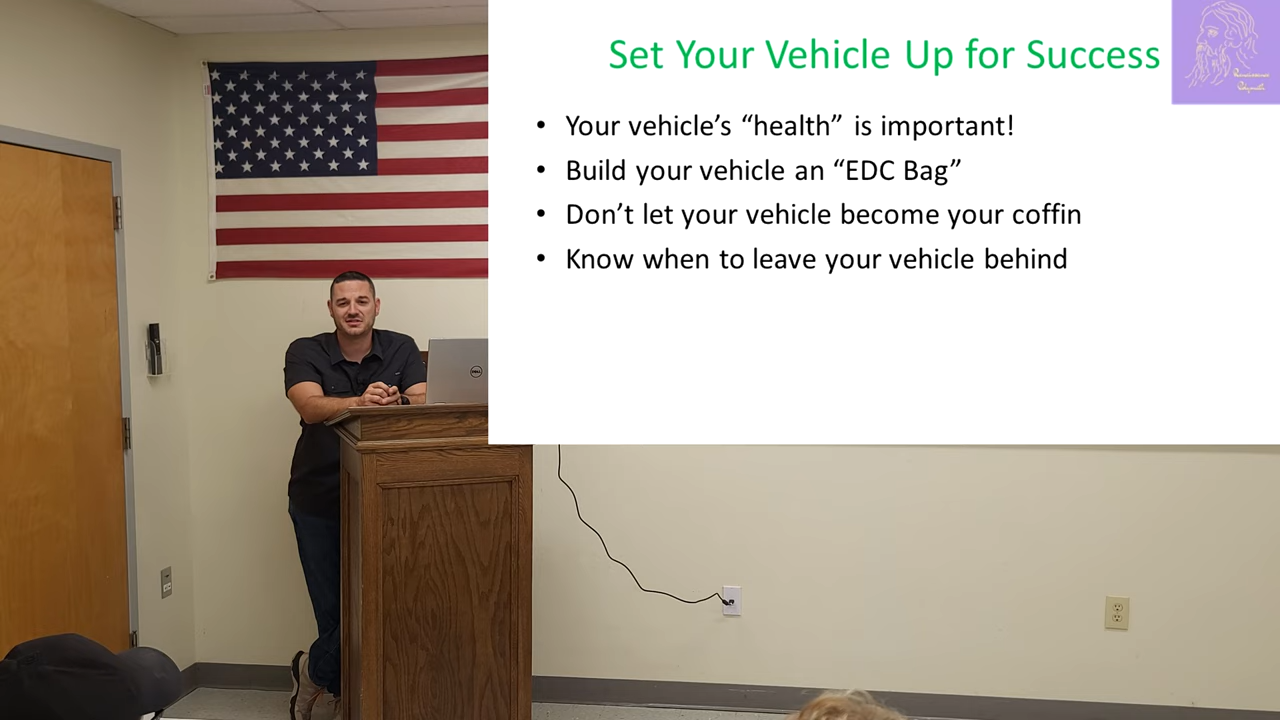 Set Your Vehicle Up for Success
• Your vehicle's “health” is important!
• Build your vehicle an “EDC Bag”
• Don't let your vehicle become your coffin
• Know when to leave your vehicle behind
DELL